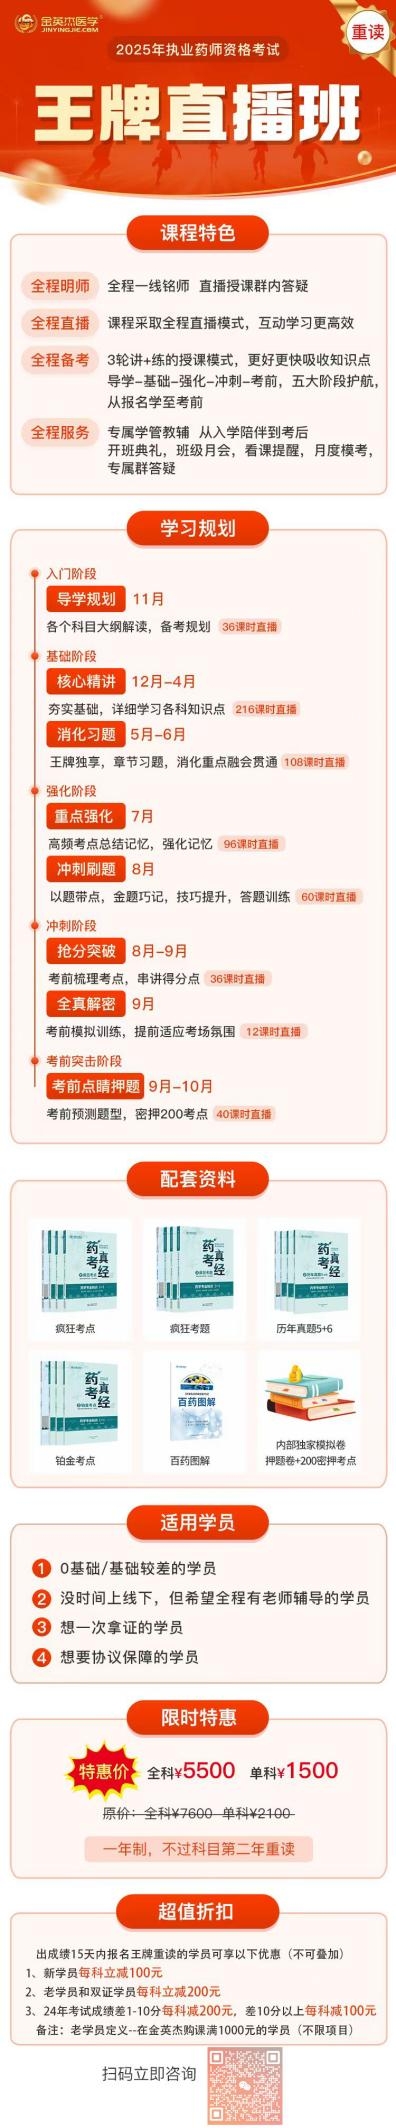 金英杰医学
JINYINGJIE.COM
重读
2025年执业药师资格考试
王牌直播班
课程特色
全程明师 全程一线铭师 直播授课群内答疑
全程直播 课程采取全程直播模式，互动学习更高效
全程备考 3轮讲+练的授课模式，更好更快吸收知识点
导学-基础-强化-冲刺-考前，五大阶段护航，
从报名学至考前
全程服务 专属学管教辅 从入学陪伴到考后
开班典礼，班级月会，看课提醒，月度模考，
专属群答疑
学习规划
入门阶段
导学规划 11月
各个科目大纲解读，备考规划 36课时直播
基础阶段
核心精讲 12月-4月
夯实基础，详细学习各科知识点 216课时直播
消化习题 5月-6月
王牌独享，章节习题，消化重点融会贯通 108课时直播
强化阶段
重点强化 7月
高频考点总结记忆，强化记忆 96课时直播
冲刺刷题 8月
以题带点，金题巧记，技巧提升，答题训练 60课时直播
冲刺阶段
抢分突破 8月-9月
考前梳理考点，串讲得分点 36课时直播
全真解密 9月
考前模拟训练，提前适应考场氛围 12课时直播
考前突击阶段
考前点睛押题 9月-10月
考前预测题型，密押200考点 40课时直播
配套资料
药考真经
药考真经
药考真经
疯狂考点
疯狂考题
历年真题5+6
药考真经
百药图解
铂金考点
百药图解
内部独家模拟卷
押题卷+200密押考点
适用学员
1 0基础/基础较差的学员
2 没时间上线下，但希望全程有老师辅导的学员
3 想一次拿证的学员
4 想要协议保障的学员
限时特惠
特惠价 全科¥5500 单科¥1500
原价：全科¥7600 单科¥2100
一年制，不过科目第二年重读
超值折扣
出成绩15天内报名王牌重读的学员可享以下优惠（不可叠加）
1、新学员每科立减100元
2、老学员和双证学员每科立减200元
3、24年考试成绩差1-10分每科减200元，差10分以上每科减100元
备注：老学员定义--在金英杰购课满1000元的学员（不限项目）
扫码立即咨询